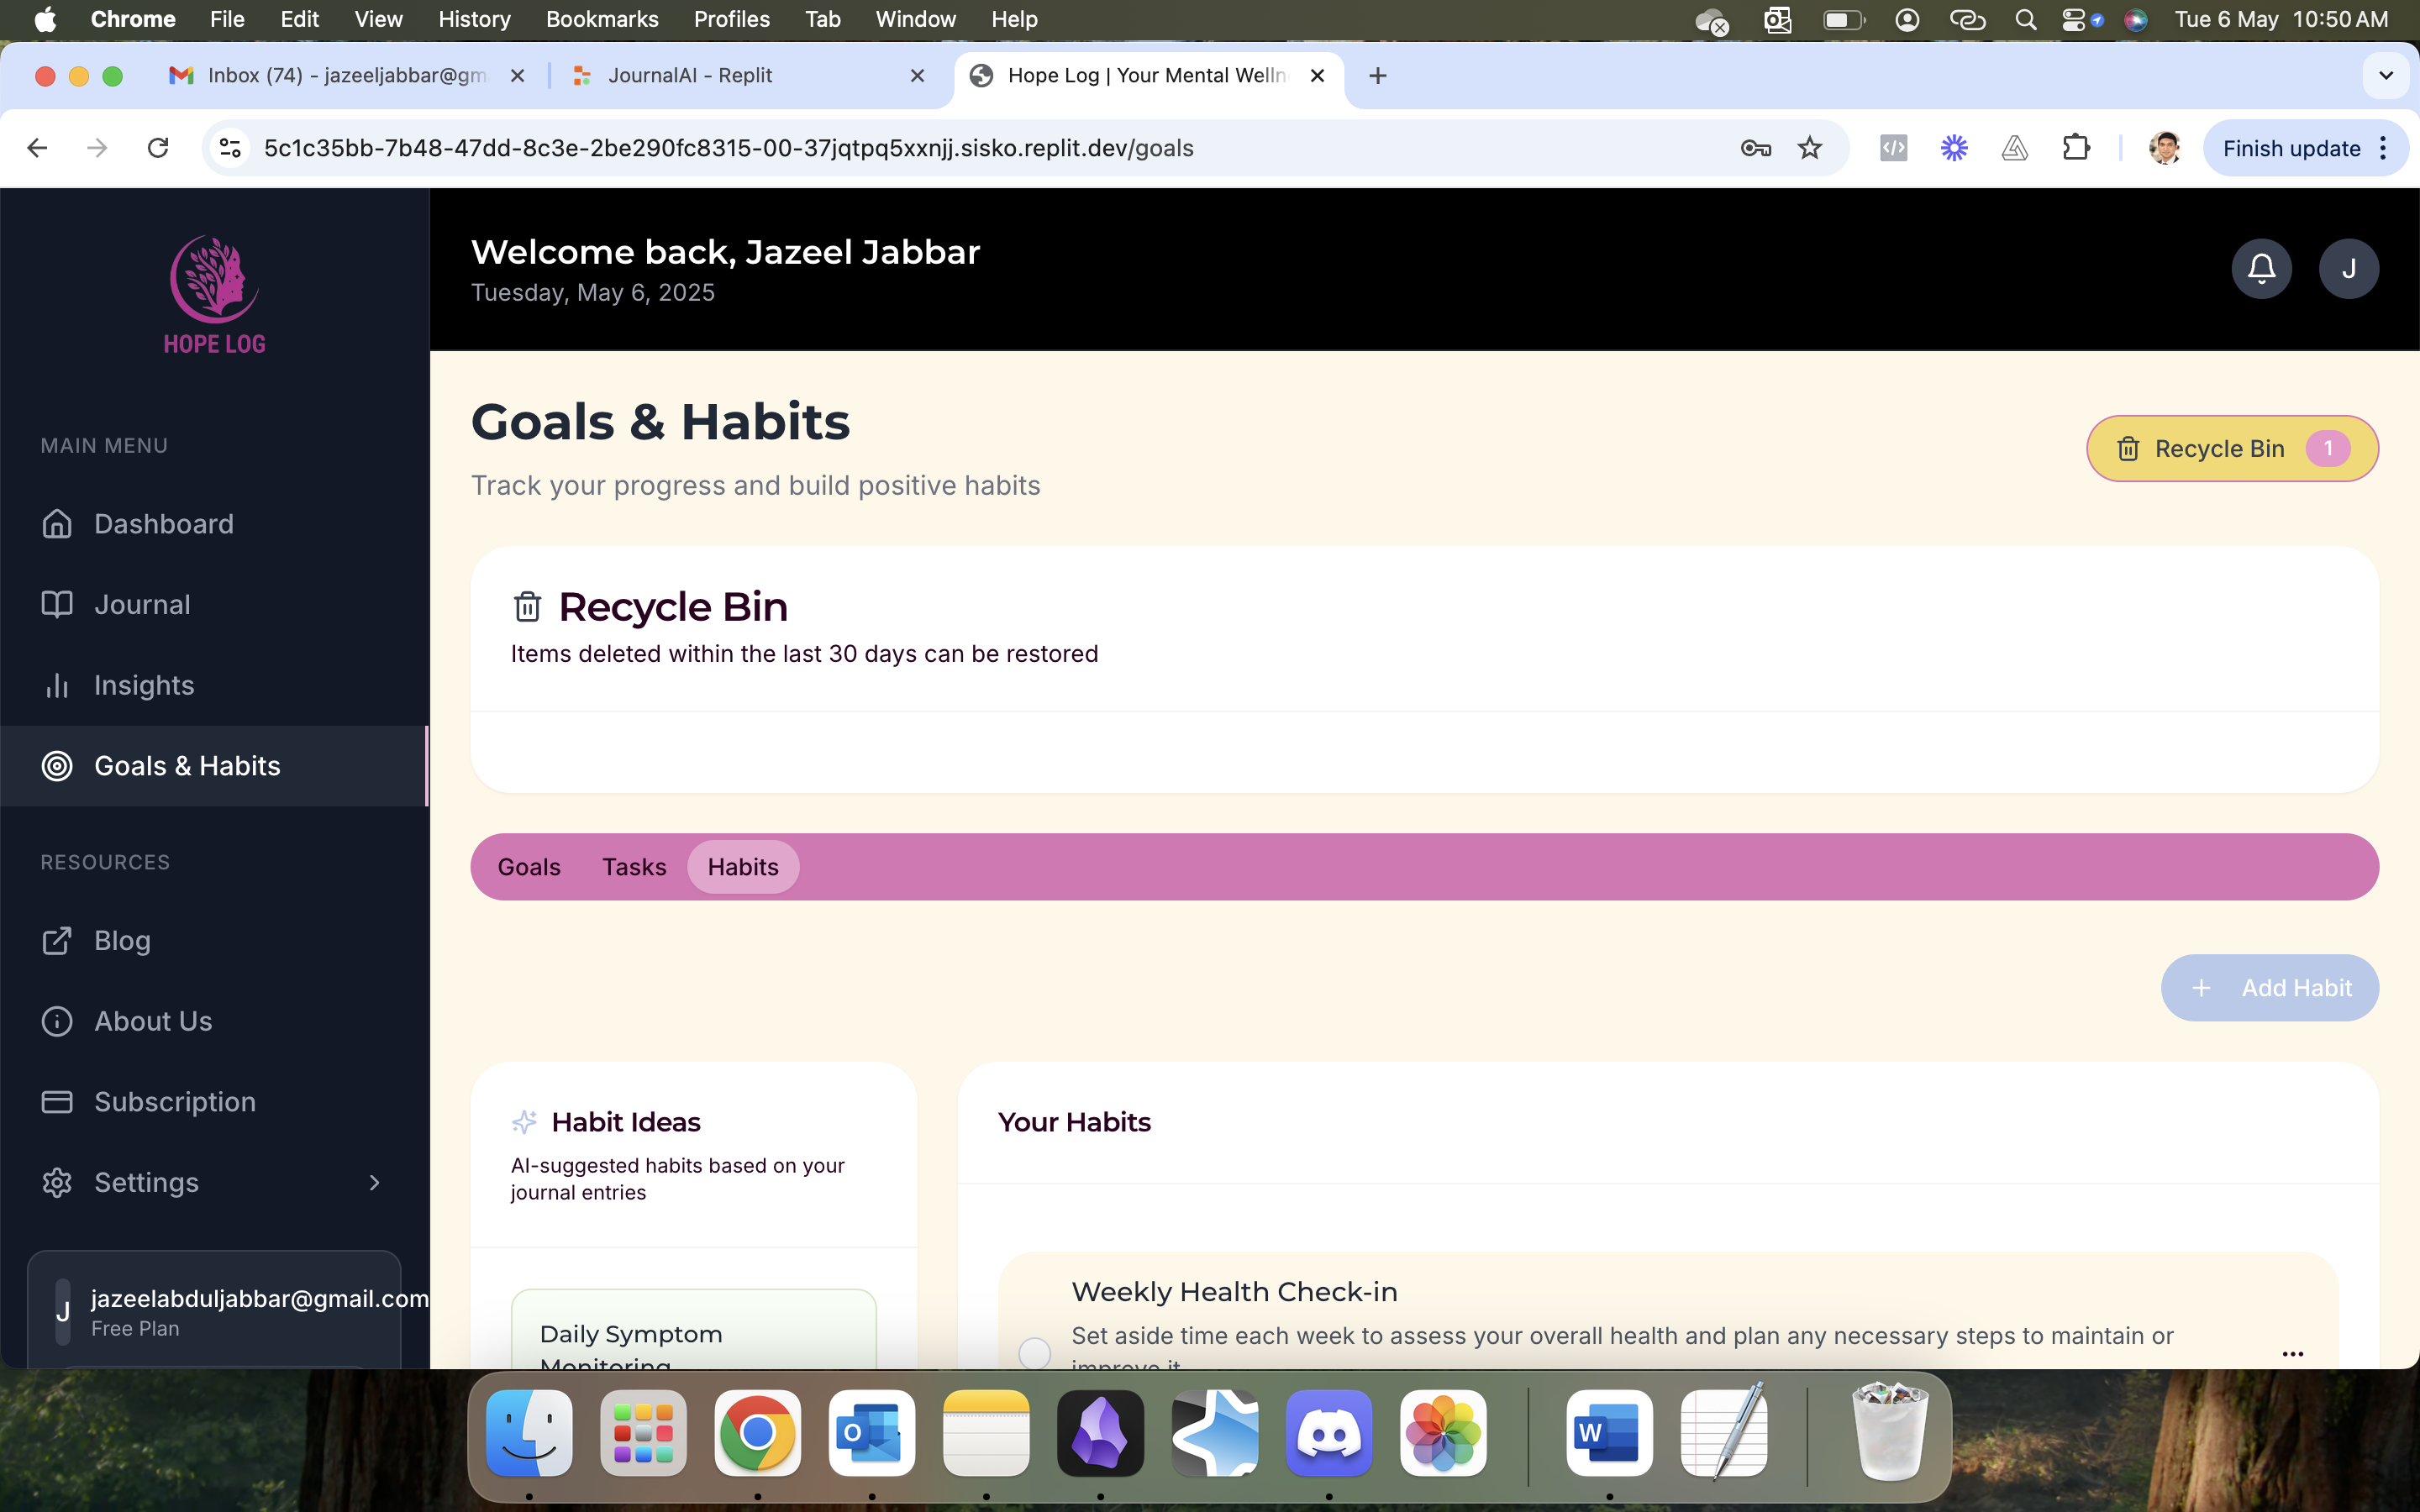 Chrome File Edit View History Bookmarks Profiles Tab Window Help Tue 6 May 10:50 AM
Inbox (74) - jazeeljabbar@gm
JournalAI - Replit
Hope Log | Your Mental Welln
5c1c35bb-7b48-47dd-8c3e-2be290fc8315-00-37jqtpq5xxnjj.sisko.replit.dev/goals
Finish update
HOPE LOG
MAIN MENU
Dashboard
Journal
Insights
Goals & Habits
RESOURCES
Blog
About Us
Subscription
Settings
J
jazeelabduljabbar@gmail.com
Free Plan
Welcome back, Jazeel Jabbar
Tuesday, May 6, 2025
J
Goals & Habits
Track your progress and build positive habits
Recycle Bin 1
Recycle Bin
Items deleted within the last 30 days can be restored
Goals Tasks Habits
+ Add Habit
Habit Ideas
AI-suggested habits based on your
journal entries
Daily Symptom
Monitoring
Your Habits
Weekly Health Check-in
Set aside time each week to assess your overall health and plan any necessary steps to maintain or
improve it